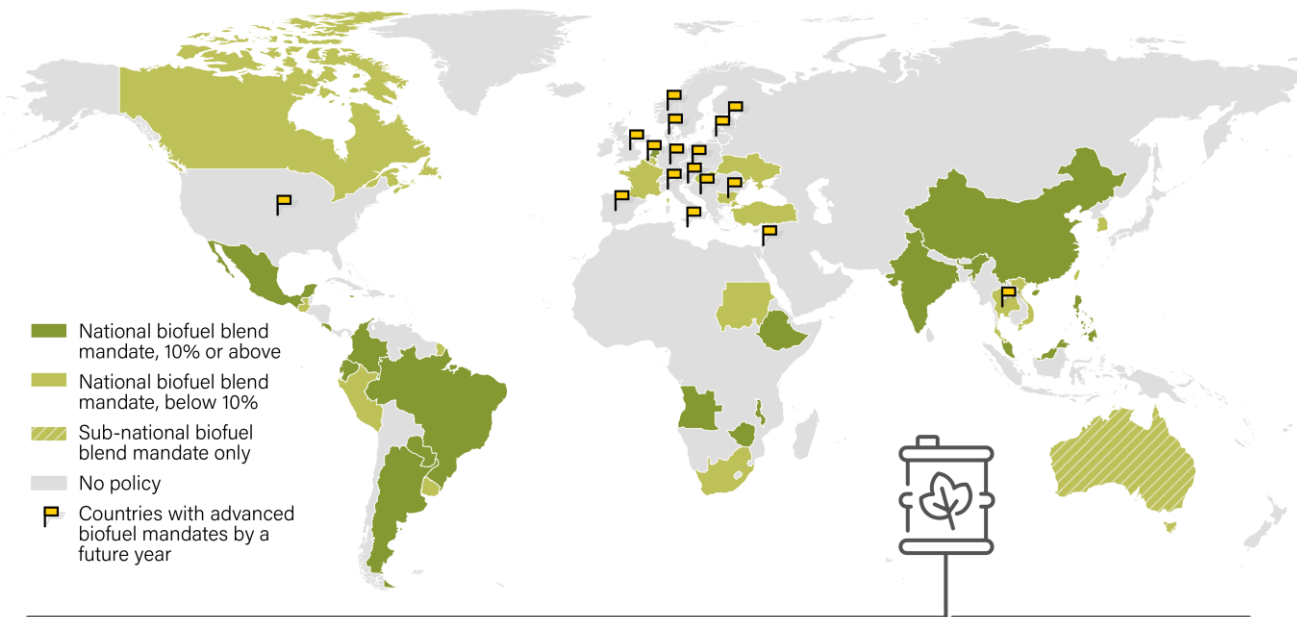 National biofuel blend
mandate, 10% or above
National biofuel blend
mandate, below 10%
Sub-national biofuel
blend mandate only
No policy
Countries with advanced
biofuel mandates by a
future year